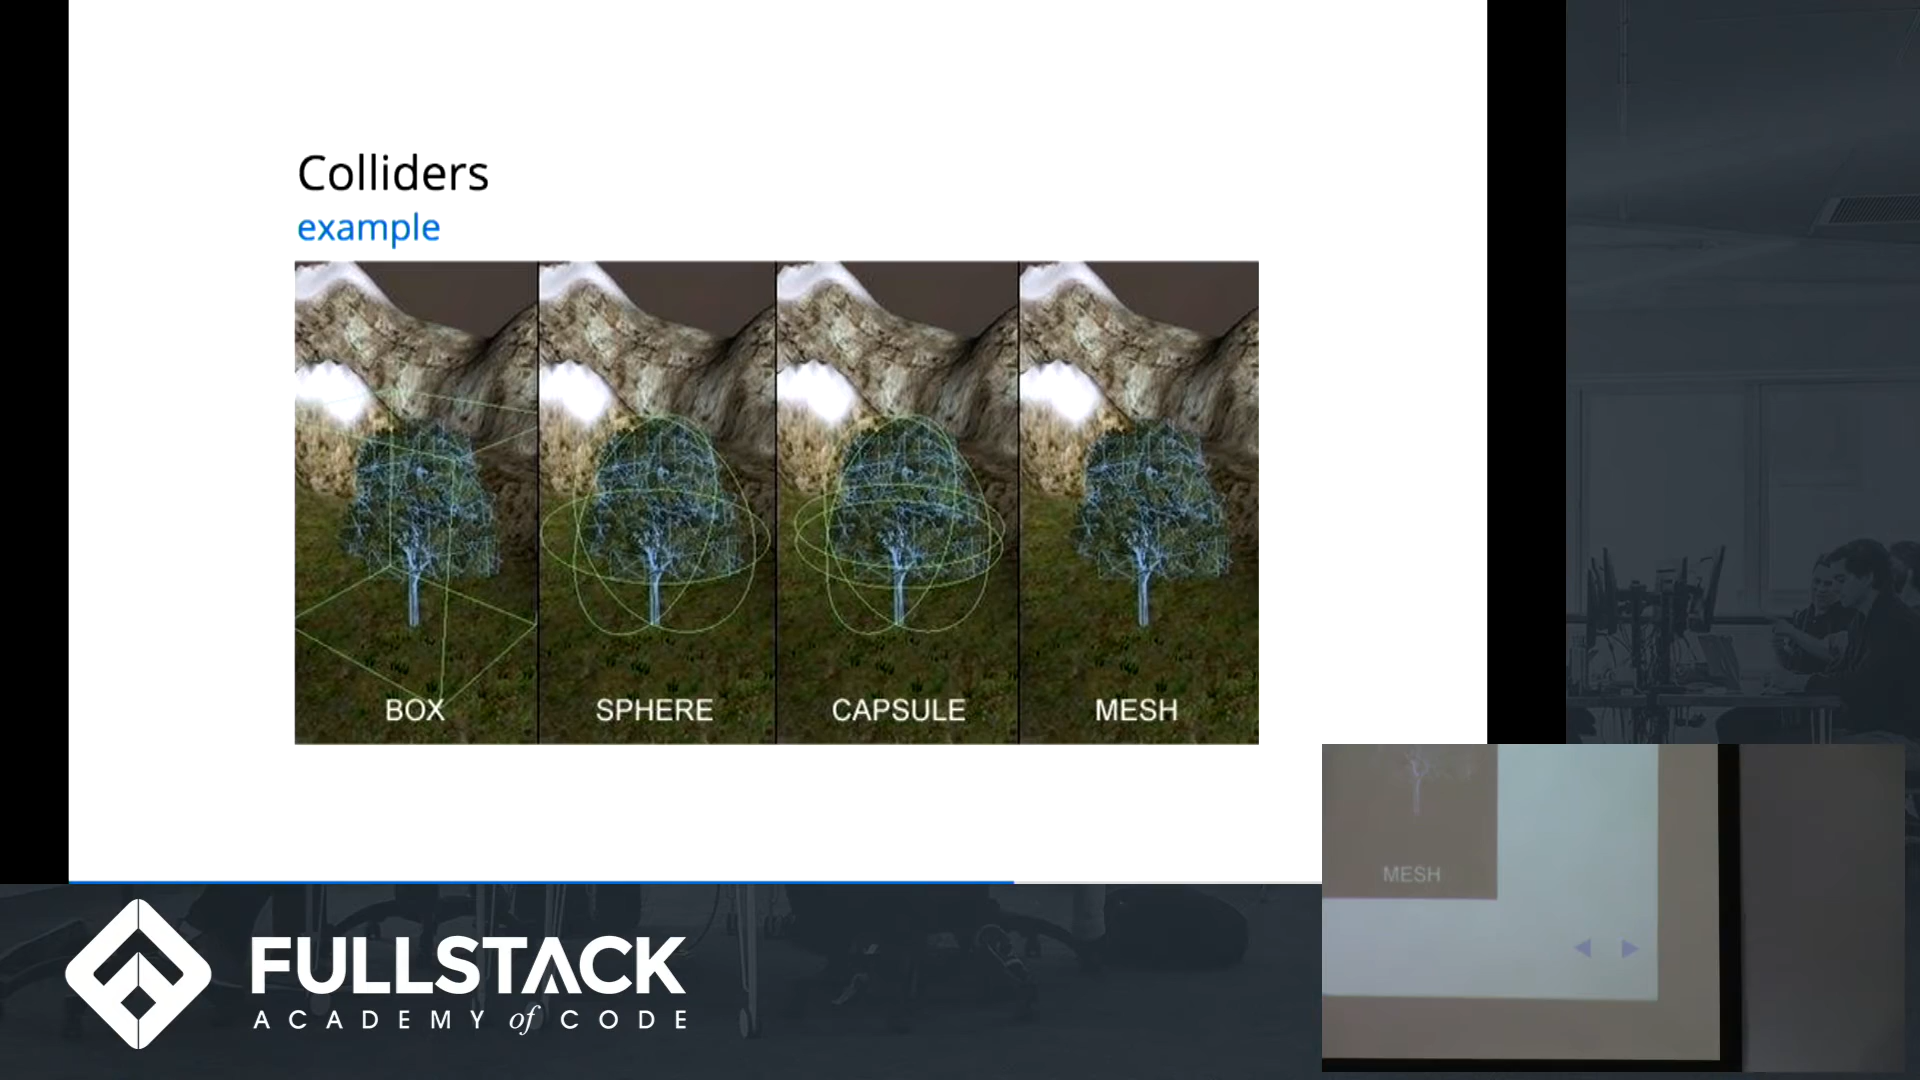 Colliders
example
BOX
SPHERE
CAPSULE
MESH
MESH
FULLSTACK
ACADEMY of CODE